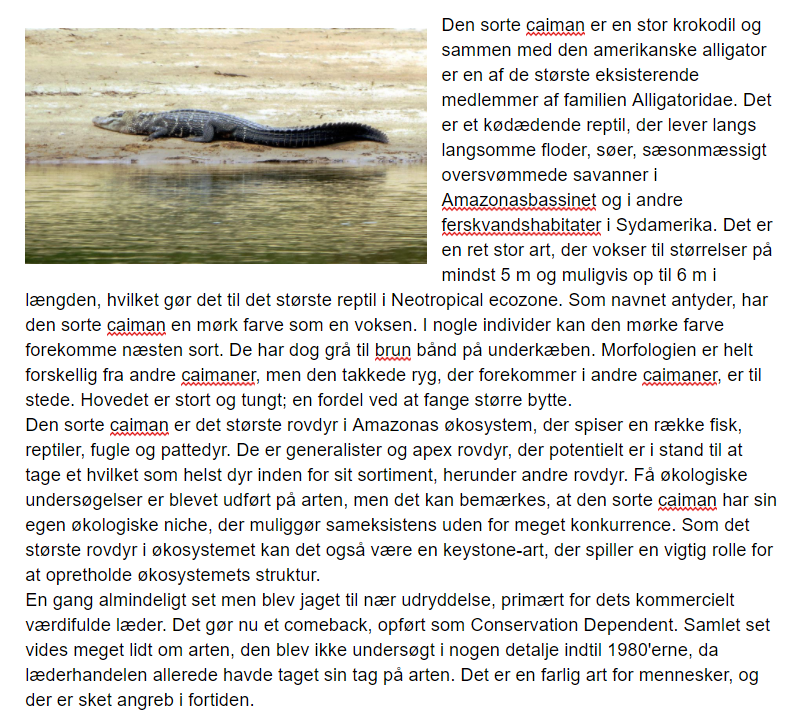 Den sorte caiman er en stor krokodil og
sammen med den amerikanske alligator
er en af de største eksisterende
medlemmer af familien Alligatoridae. Det
er et kødædende reptil, der lever langs
langsomme floder, søer, sæsonmæssigt
oversvømmede savanner i
Amazonasbassinet og i andre
ferskvandshabitater i Sydamerika. Det er
en ret stor art, der vokser til størrelser på
mindst 5 m og muligvis op til 6 m i
længden, hvilket gør det til det største reptil i Neotropical ecozone. Som navnet antyder, har
den sorte caiman en mørk farve som en voksen. I nogle individer kan den mørke farve
forekomme næsten sort. De har dog grå til brun bånd på underkæben. Morfologien er helt
forskellig fra andre caimaner, men den takkede ryg, der forekommer i andre caimaner, er til
stede. Hovedet er stort og tungt; en fordel ved at fange større bytte.
Den sorte caiman er det største rovdyr i Amazonas økosystem, der spiser en række fisk,
reptiler, fugle og pattedyr. De er generalister og apex rovdyr, der potentielt er i stand til at
tage et hvilket som helst dyr inden for sit sortiment, herunder andre rovdyr. Få økologiske
undersøgelser er blevet udført på arten, men det kan bemærkes, at den sorte caiman har sin
egen økologiske niche, der muliggør sameksistens uden for meget konkurrence. Som det
største rovdyr i økosystemet kan det også være en keystone-art, der spiller en vigtig rolle for
at opretholde økosystemets struktur.
En gang almindeligt set men blev jaget til nær udryddelse, primært for dets kommercielt
værdifulde læder. Det gør nu et comeback, opført som Conservation Dependent. Samlet set
vides meget lidt om arten, den blev ikke undersøgt i nogen detalje indtil 1980'erne, da
læderhandelen allerede havde taget sin tag på arten. Det er en farlig art for mennesker, og
der er sket angreb i fortiden.